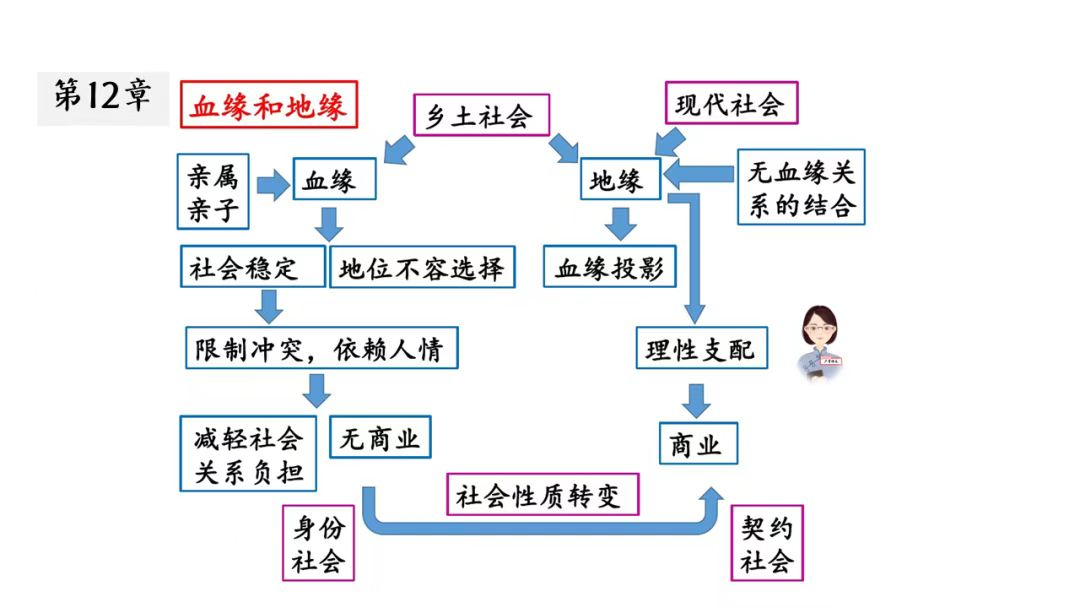 第12章
血缘和地缘
乡土社会
现代社会
亲属
亲子
血缘
地缘
无血缘关
系的结合
社会稳定
地位不容选择
血缘投影
限制冲突，依赖人情
理性支配
减轻社会
关系负担
无商业
商业
社会性质转变
身份
社会
契约
社会